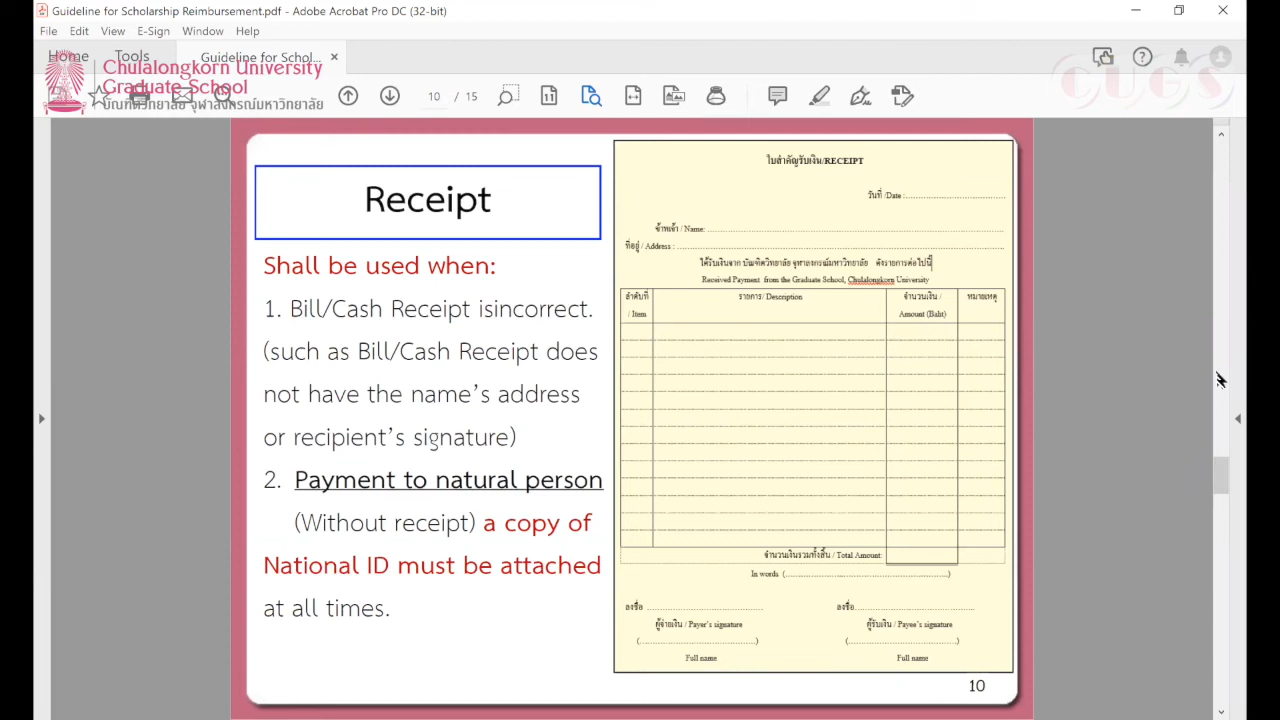 Guideline for Scholarship Reimbursement.pdf - Adobe Acrobat Pro DC (32-bit)
File Edit View E-Sign Window Help
Home Tools Guideline for Schol... ×
Chulalongkorn University
Graduate School
บัณฑิตวิทยาลัย จุฬาลงกรณ์มหาวิทยาลัย
CUGS
10 / 15
Receipt
Shall be used when:
1. Bill/Cash Receipt isincorrect.
(such as Bill/Cash Receipt does
not have the name's address
or recipient's signature)
2. Payment to natural person
(Without receipt) a copy of
National ID must be attached
at all times.
ใบสำคัญรับเงิน/RECEIPT
วันที่ /Date :
ข้าพเจ้า / Name:
ที่อยู่ / Address :
ได้รับเงินจาก บัณฑิตวิทยาลัย จุฬาลงกรณ์มหาวิทยาลัย ดังรายการต่อไปนี้
Received Payment from the Graduate School, Chulalongkorn University
ลำดับที่ / Item รายการ/ Description จำนวนเงิน / Amount (Baht) หมายเหตุ
จำนวนเงินรวมทั้งสิ้น / Total Amount:
In words (....................)
ลงชื่อ .................... ลงชื่อ....................
ผู้จ่ายเงิน / Payer's signature ผู้รับเงิน / Payee's signature
(....................) (....................)
Full name Full name
10